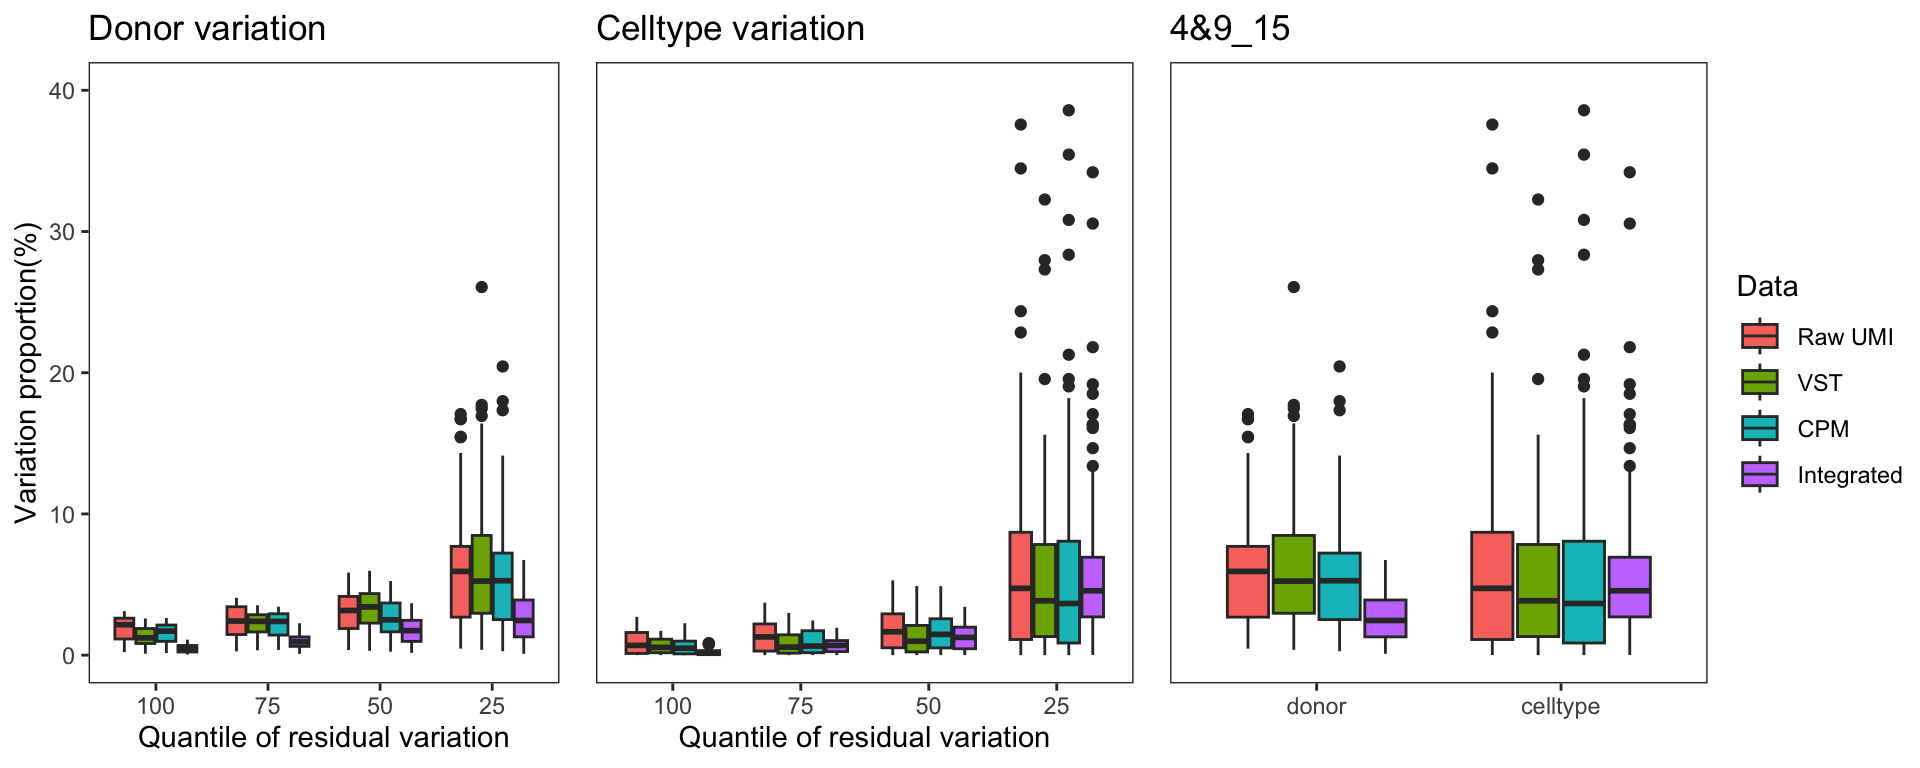 Donor variation
Celltype variation
4&9_15
Variation proportion(%)
40
30
20
10
0
100 75 50 25
Quantile of residual variation
100 75 50 25
Quantile of residual variation
donor celltype
Data
Raw UMI
VST
CPM
Integrated